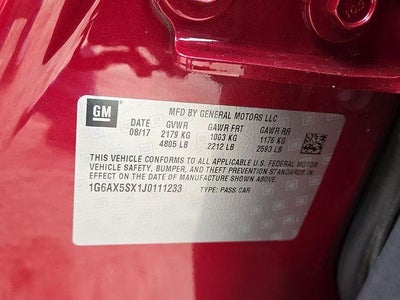 GM
MFD BY GENERAL MOTORS LLC
DATE GVWR GAWR FRT GAWR RR
08/17 2179 KG 1003 KG 1176 KG
4805 LB 2212 LB 2593 LB
THIS VEHICLE CONFORMS TO ALL APPLICABLE U.S. FEDERAL MOTOR
VEHICLE SAFETY, BUMPER, AND THEFT PREVENTION STANDARDS IN
EFFECT ON THE DATE OF MANUFACTURE SHOWN ABOVE.
1G6AX5SX1J0111233 TYPE: PASS CAR